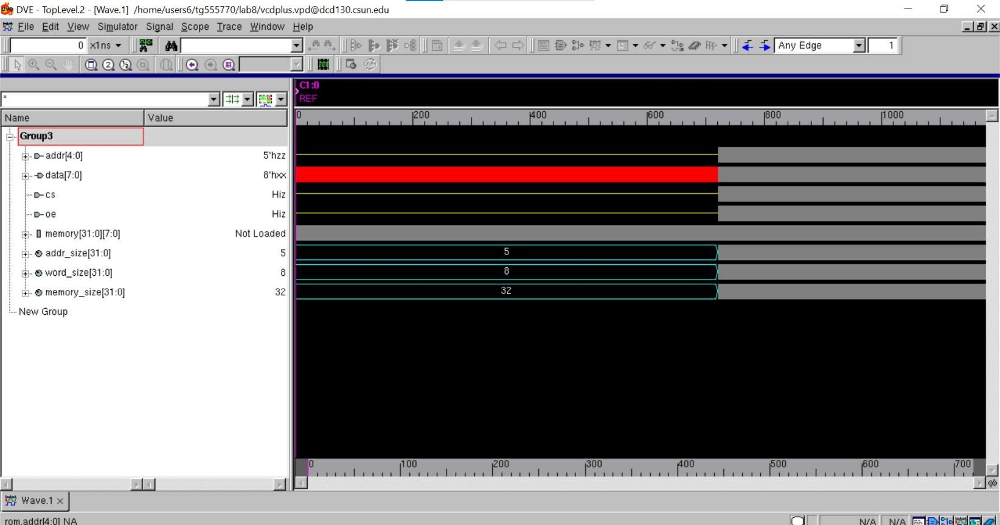 DVE - TopLevel.2 - [Wave.1] /home/users6/tg555770/lab8/vcdplus.vpd@dcd130.csun.edu
File Edit View Simulator Signal Scope Trace Window Help
0 x1ns Any Edge 1
C1:0
* REF
Name Value 0 200 400 600 800 1000
Group3
addr[4:0] 5'hzz
data[7:0] 8'hxx
cs Hiz
oe Hiz
memory[31:0][7:0] Not Loaded
addr_size[31:0] 5 5
word_size[31:0] 8 8
memory_size[31:0] 32 32
New Group
0 100 200 300 400 500 600 700
Wave.1
rom.addr[4:0] NA N/A N/A